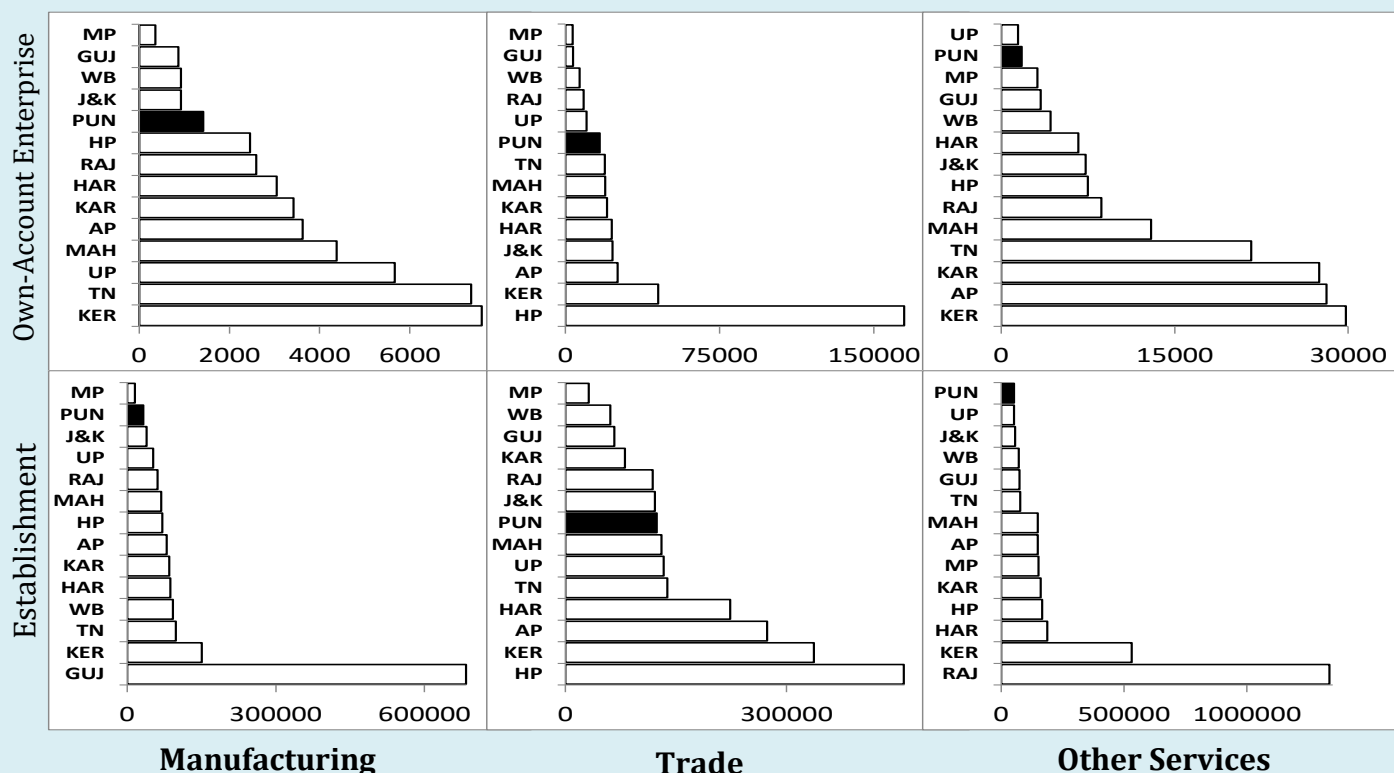 Own-Account Enterprise
MP
GUJ
WB
J&K
PUN
HP
RAJ
HAR
KAR
AP
MAH
UP
TN
KER
0 2000 4000 6000
MP
GUJ
WB
RAJ
UP
PUN
TN
MAH
KAR
HAR
J&K
AP
KER
HP
0 75000 150000
UP
PUN
MP
GUJ
WB
HAR
J&K
HP
RAJ
MAH
TN
KAR
AP
KER
0 15000 30000
Establishment
MP
PUN
J&K
UP
RAJ
MAH
HP
AP
KAR
HAR
WB
TN
KER
GUJ
0 300000 600000
MP
WB
GUJ
KAR
RAJ
J&K
PUN
MAH
UP
TN
HAR
AP
KER
HP
0 300000
PUN
UP
J&K
WB
GUJ
TN
MAH
AP
MP
KAR
HP
HAR
KER
RAJ
0 500000 1000000
Manufacturing Trade Other Services